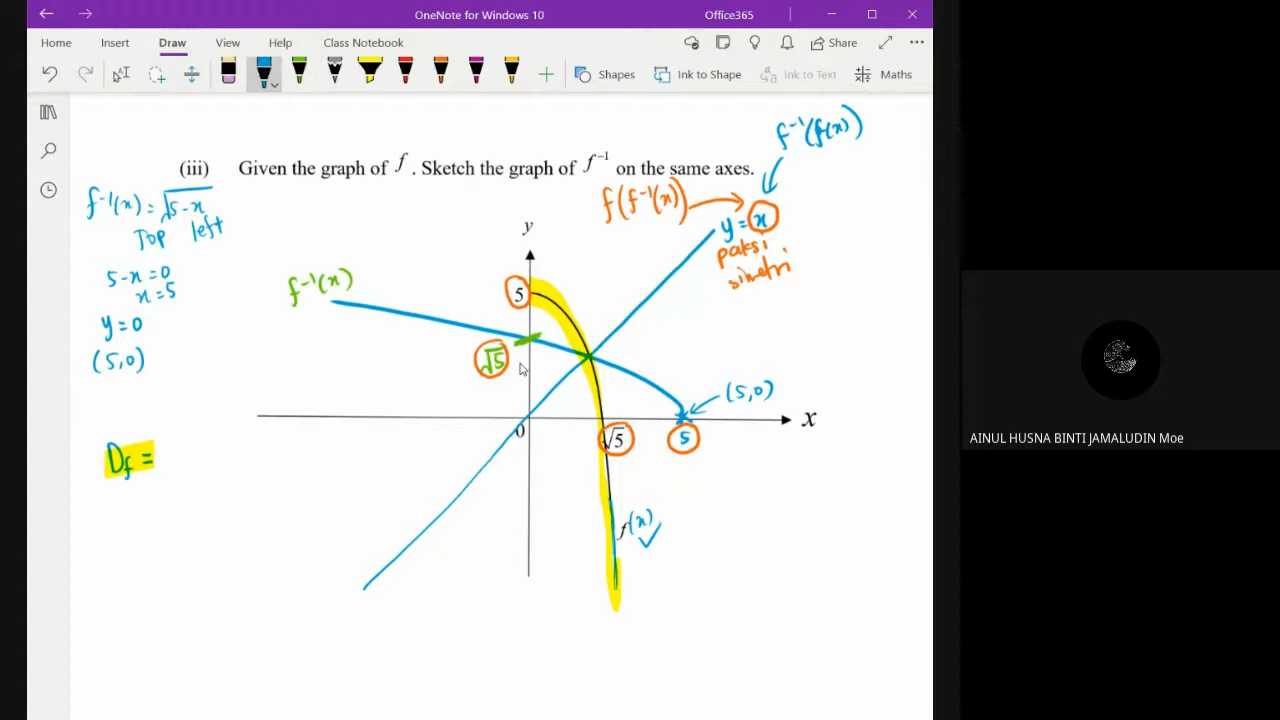 OneNote for Windows 10
Office365
Home Insert Draw View Help Class Notebook
Share
Shapes Ink to Shape Ink to Text Maths
f⁻¹(f(x))
(iii) Given the graph of f. Sketch the graph of f⁻¹ on the same axes.
f⁻¹(x) = √5-x
Top left
5-x=0
x=5
y=0
(5,0)
f(f⁻¹(x))
y = x
paksi
simetri
y
f⁻¹(x)
5
√5
(5,0)
x
0
√5
5
Df =
f(x)
AINUL HUSNA BINTI JAMALUDIN Moe